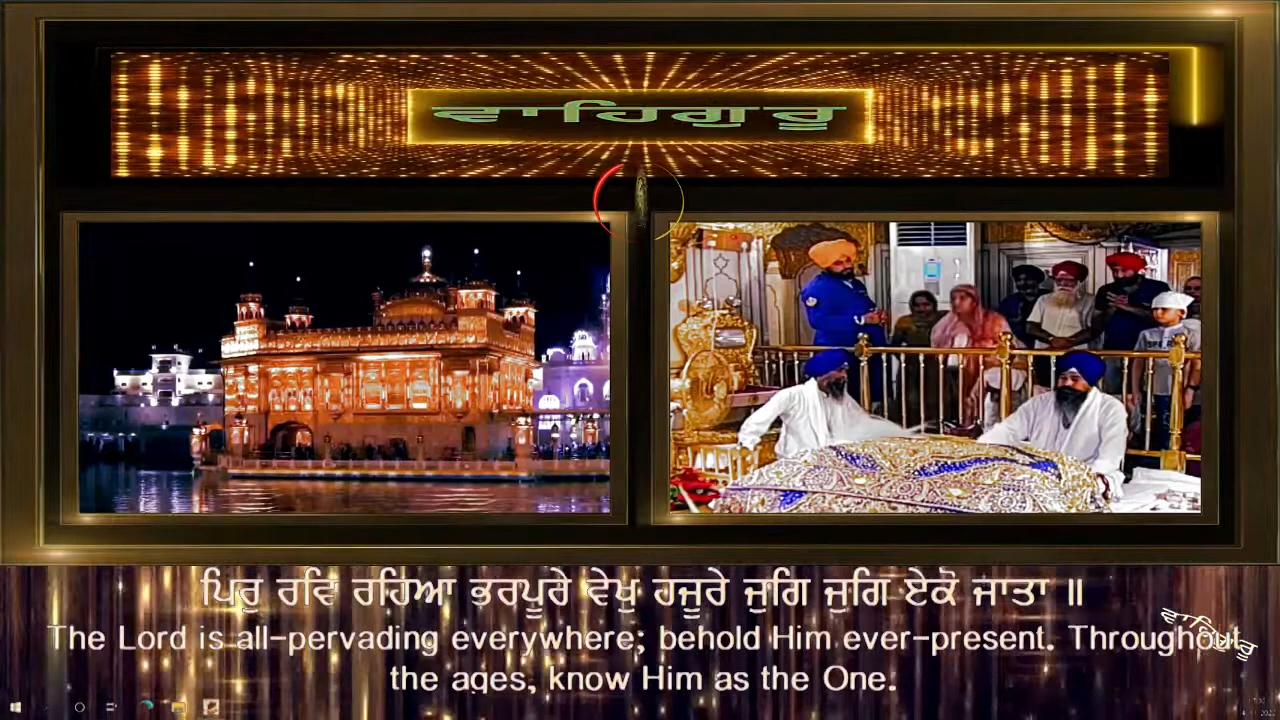 ਵਾਹਿਗੁਰੂ
ਪਿਰੁ ਰਵਿ ਰਹਿਆ ਭਰਪੂਰੇ ਵੇਖੁ ਹਜੂਰੇ ਜੁਗਿ ਜੁਗਿ ਏਕੋ ਜਾਤਾ ॥
The Lord is all-pervading everywhere; behold Him ever-present. Throughout
the ages, know Him as the One.
ਵਾਹਿਗੁਰੂ